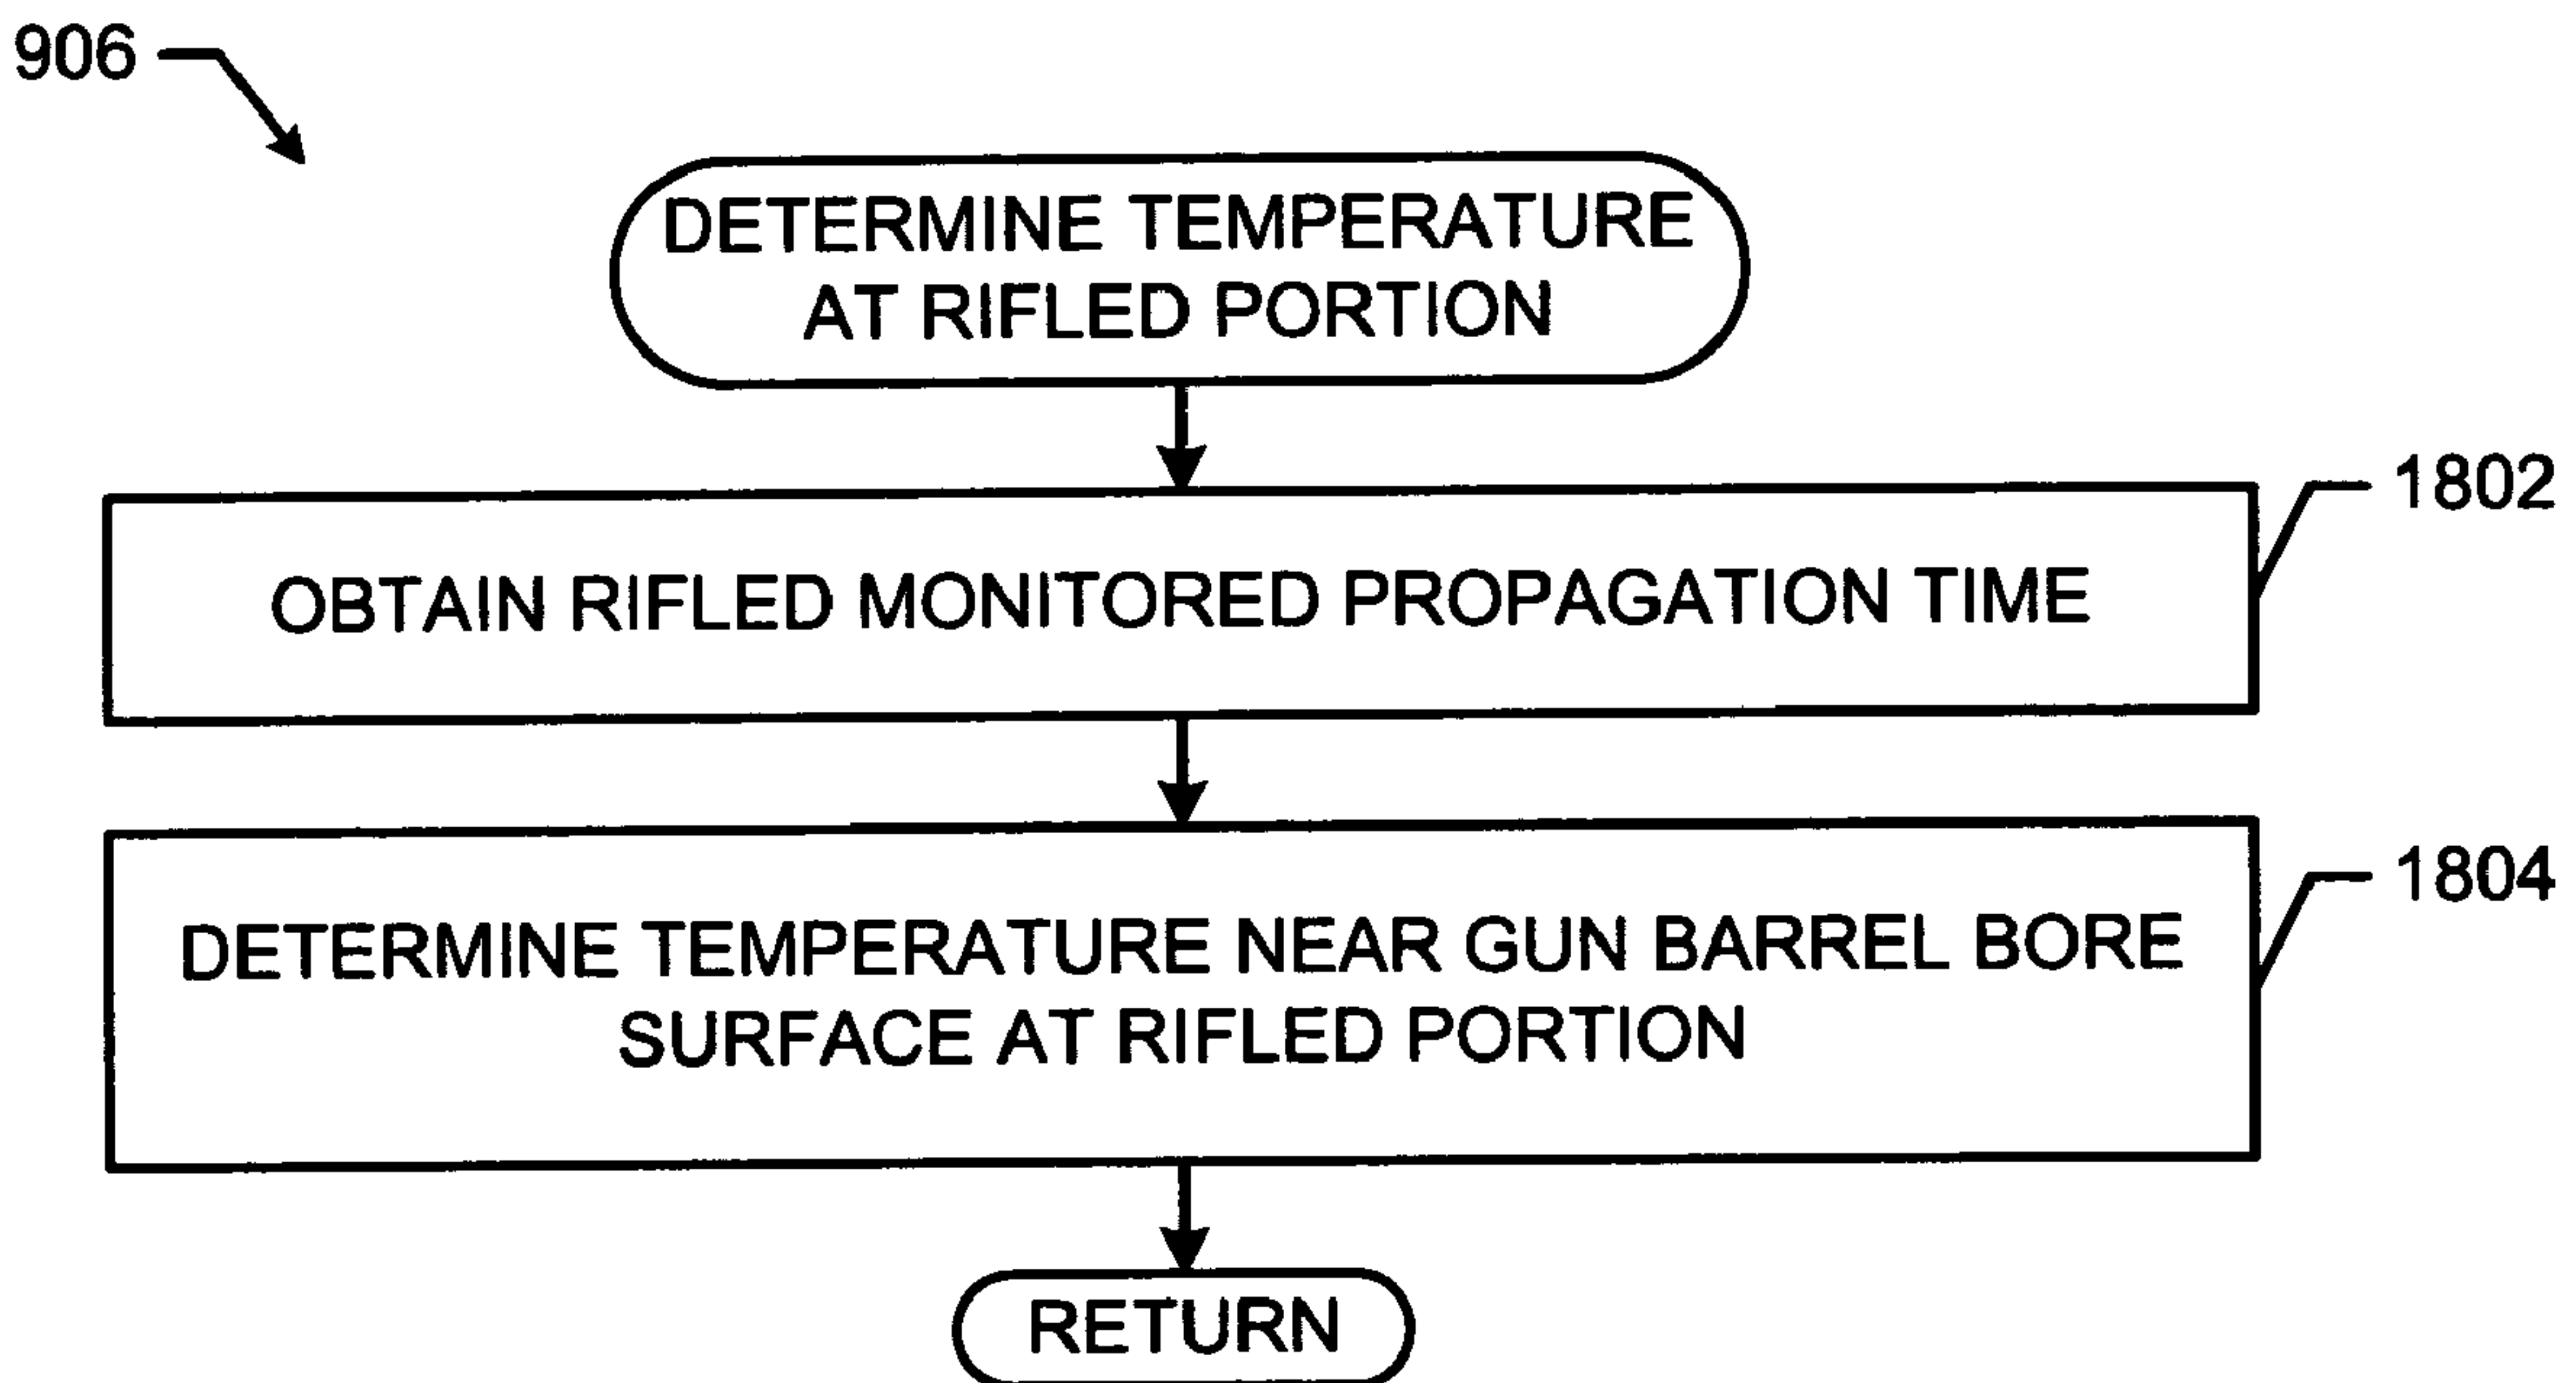 906
DETERMINE TEMPERATURE
AT RIFLED PORTION
1802
OBTAIN RIFLED MONITORED PROPAGATION TIME
1804
DETERMINE TEMPERATURE NEAR GUN BARREL BORE
SURFACE AT RIFLED PORTION
RETURN